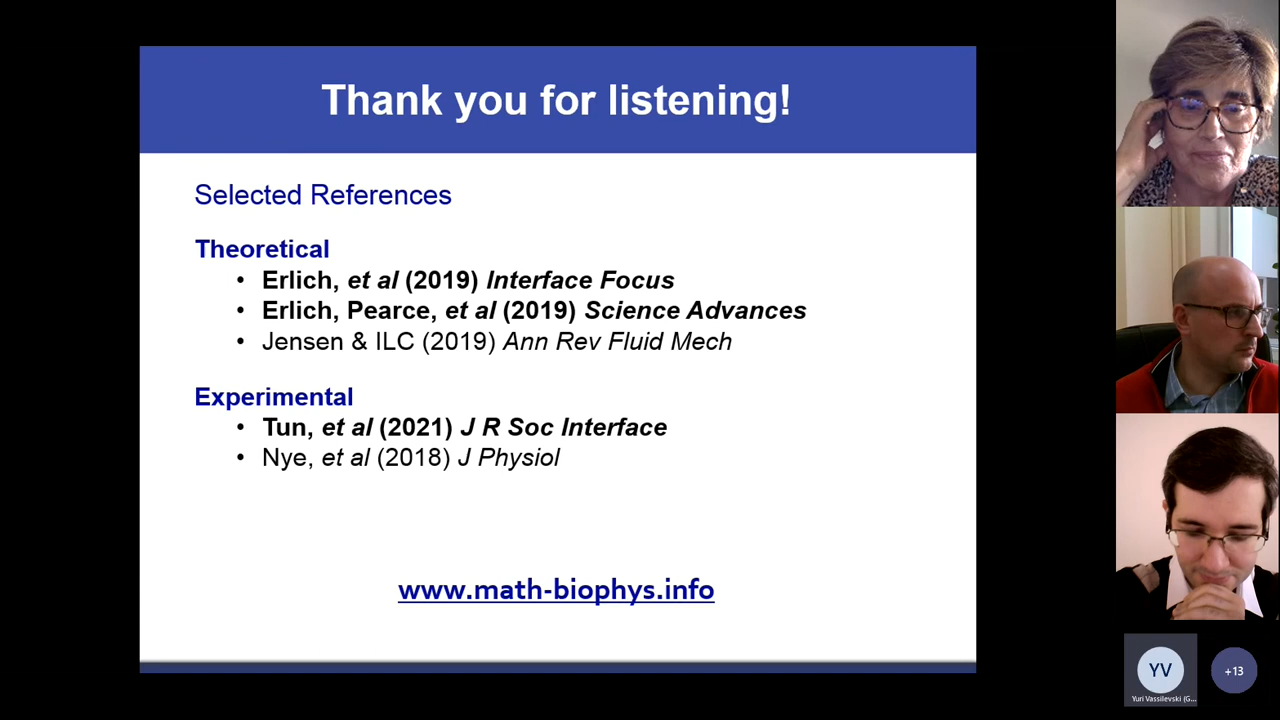 Thank you for listening!
Selected References
Theoretical
• Erlich, et al (2019) Interface Focus
• Erlich, Pearce, et al (2019) Science Advances
• Jensen & ILC (2019) Ann Rev Fluid Mech
Experimental
• Tun, et al (2021) J R Soc Interface
• Nye, et al (2018) J Physiol
www.math-biophys.info
YV
+13
Yuri Vassilevski (G...